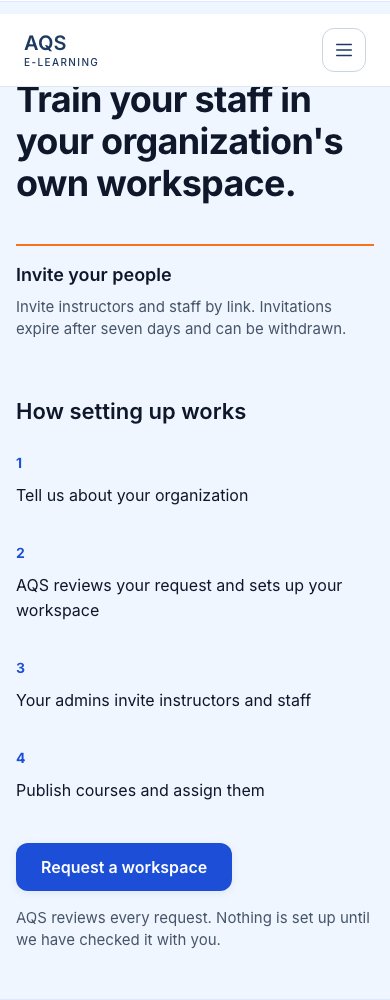 AQS
E-LEARNING
Train your staff in
your organization's
own workspace.
Invite your people
Invite instructors and staff by link. Invitations
expire after seven days and can be withdrawn.
How setting up works
1
Tell us about your organization
2
AQS reviews your request and sets up your
workspace
3
Your admins invite instructors and staff
4
Publish courses and assign them
Request a workspace
AQS reviews every request. Nothing is set up until
we have checked it with you.